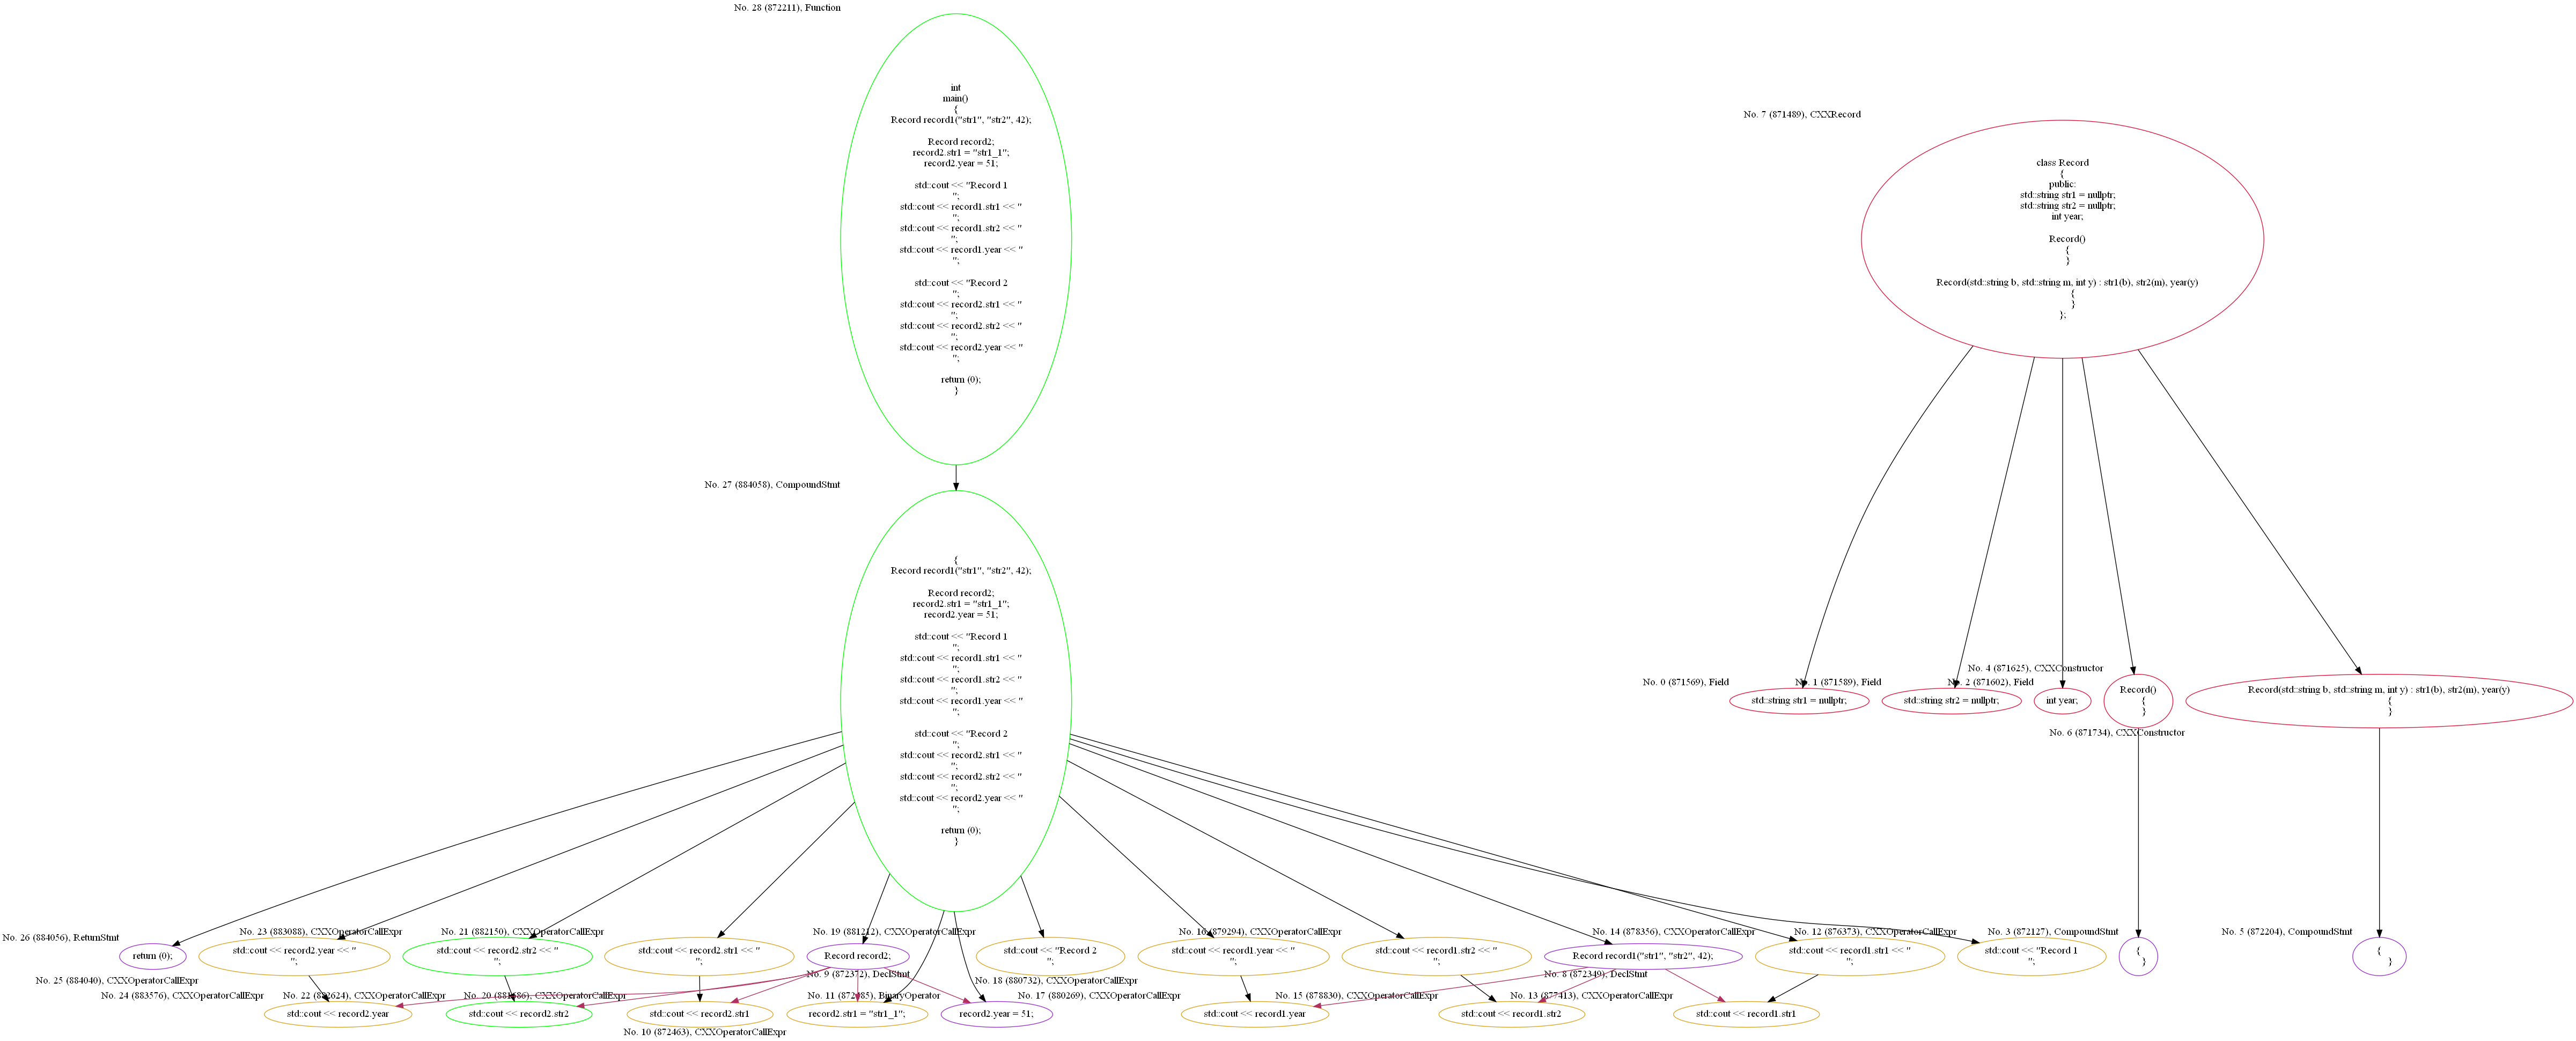 No. 28 (872211), Function
int
main()
{
Record record1("str1", "str2", 42);
Record record2;
record2.str1 = "str1_1";
record2.year = 51;
std::cout << "Record 1
";
std::cout << record1.str1 << "
";
std::cout << record1.str2 << "
";
std::cout << record1.year << "
";
std::cout << "Record 2
";
std::cout << record2.str1 << "
";
std::cout << record2.str2 << "
";
std::cout << record2.year << "
";
return (0);
}
No. 7 (871489), CXXRecord
class Record
{
public:
std::string str1 = nullptr;
std::string str2 = nullptr;
int year;
Record()
{
}
Record(std::string b, std::string m, int y) : str1(b), str2(m), year(y)
{
}
};
No. 27 (884058), CompoundStmt
{
Record record1("str1", "str2", 42);
Record record2;
record2.str1 = "str1_1";
record2.year = 51;
std::cout << "Record 1
";
std::cout << record1.str1 << "
";
std::cout << record1.str2 << "
";
std::cout << record1.year << "
";
std::cout << "Record 2
";
std::cout << record2.str1 << "
";
std::cout << record2.str2 << "
";
std::cout << record2.year << "
";
return (0);
}
No. 0 (871569), Field
std::string str1 = nullptr;
No. 1 (871589), Field
std::string str2 = nullptr;
No. 2 (871602), Field
int year;
No. 4 (871625), CXXConstructor
Record()
{
}
No. 6 (871734), CXXConstructor
Record(std::string b, std::string m, int y) : str1(b), str2(m), year(y)
{
}
No. 26 (884056), ReturnStmt
return (0);
No. 25 (884040), CXXOperatorCallExpr
No. 23 (883088), CXXOperatorCallExpr
std::cout << record2.year << "
";
No. 21 (882150), CXXOperatorCallExpr
std::cout << record2.str2 << "
";
std::cout << record2.str1 << "
";
No. 19 (881212), CXXOperatorCallExpr
Record record2;
No. 9 (872372), DeclStmt
std::cout << "Record 2
";
No. 18 (880732), CXXOperatorCallExpr
std::cout << record1.year << "
";
No. 16 (879294), CXXOperatorCallExpr
std::cout << record1.str2 << "
";
No. 14 (878356), CXXOperatorCallExpr
Record record1("str1", "str2", 42);
No. 8 (872349), DeclStmt
No. 12 (876373), CXXOperatorCallExpr
std::cout << record1.str1 << "
";
No. 3 (872127), CompoundStmt
std::cout << "Record 1
";
{
}
No. 5 (872204), CompoundStmt
{
}
No. 24 (883576), CXXOperatorCallExpr
std::cout << record2.year
No. 22 (882624), CXXOperatorCallExpr
std::cout << record2.str2
CXXOperatorCallExpr
std::cout << record2.str1
No. 10 (872463), CXXOperatorCallExpr
BinaryOperator
record2.str1 = "str1_1";
record2.year = 51;
No. 17 (880269), CXXOperatorCallExpr
std::cout << record1.year
No. 15 (878830), CXXOperatorCallExpr
std::cout << record1.str2
No. 13 (877413), CXXOperatorCallExpr
std::cout << record1.str1